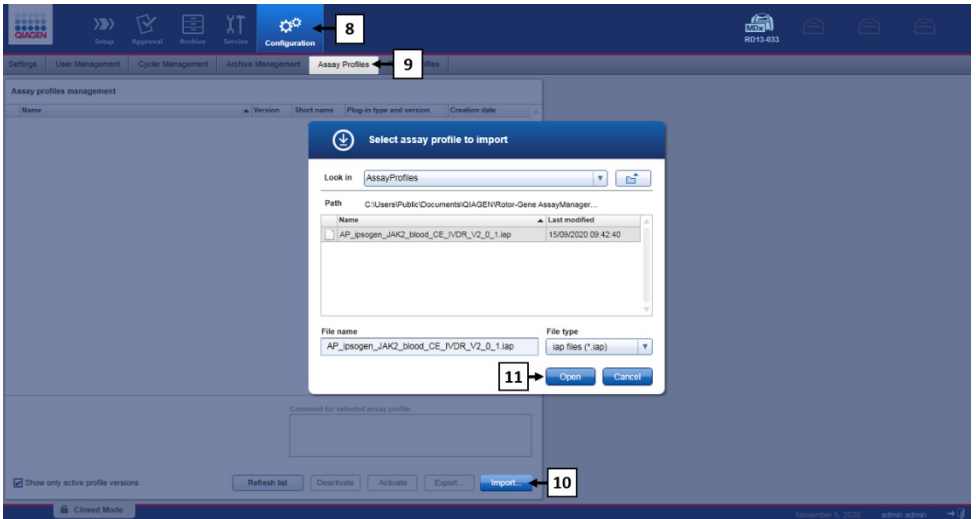 QIAGEN
Setup Approval Archive Service Configuration
8
MDx
RD13-033
Settings User Management Cycler Management Archive Management Assay Profiles
9
Assay profiles management
Name Version Short name Plug-in type and version Creation date
Select assay profile to import
Look in AssayProfiles
Path C:\Users\Public\Documents\QIAGEN\Rotor-Gene AssayManager...
Name Last modified
AP_ipsogen_JAK2_blood_CE_IVDR_V2_0_1.iap 15/09/2020 09:42:40
File name File type
AP_ipsogen_JAK2_blood_CE_IVDR_V2_0_1.iap iap files (*.iap)
11
Open Cancel
Comment for selected assay profile
Show only active profile versions Refresh list Deactivate Activate Export... Import...
10
Closed Mode
November 5, 2020 admin admin